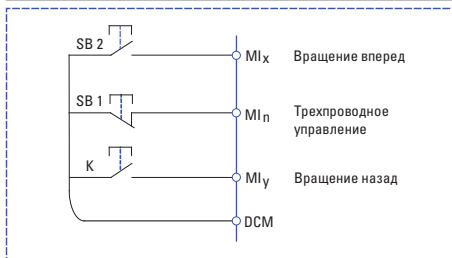 SB 2
MIx
Вращение вперед
SB 1
MIn
Трехпроводное
управление
K
MIy
Вращение назад
DCM